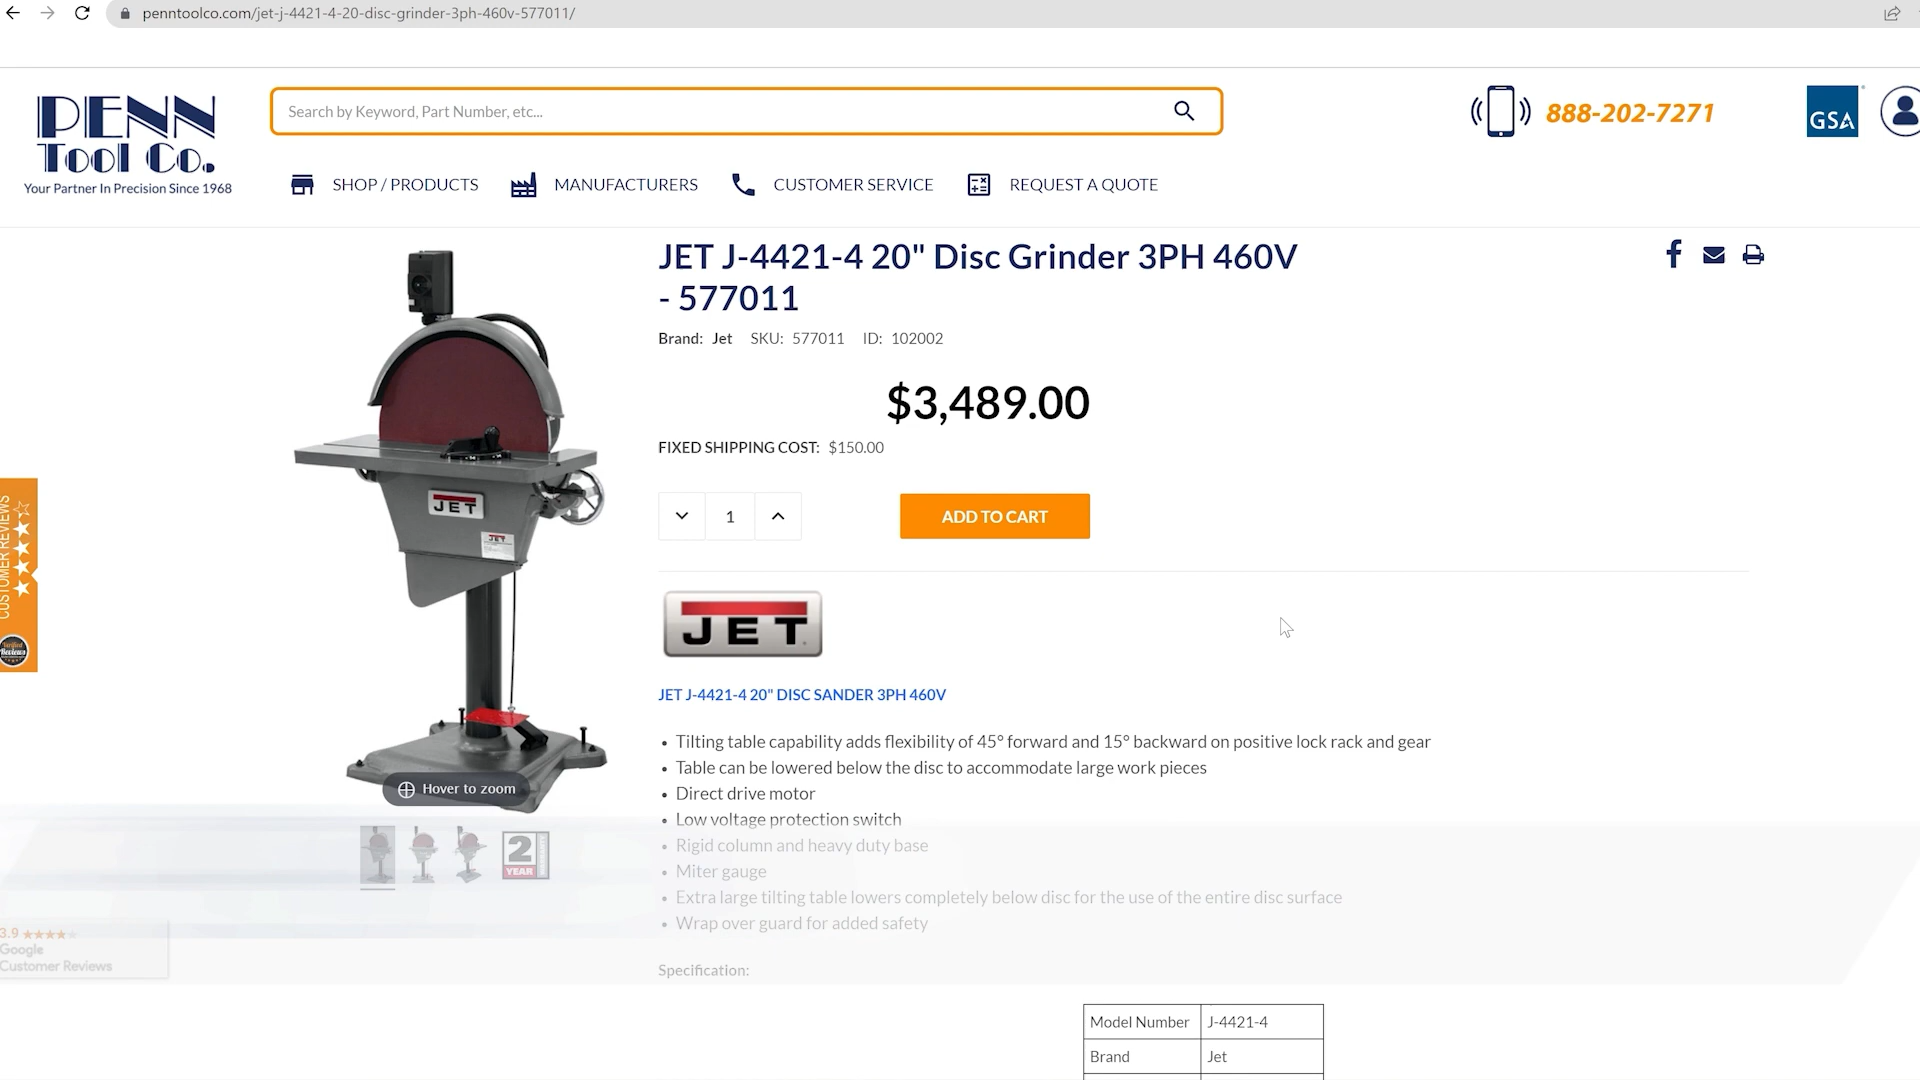 penntoolco.com/jet-j-4421-4-20-disc-grinder-3ph-460v-577011/
PENN
Tool Co.
Your Partner In Precision Since 1968
Search by Keyword, Part Number, etc...
888-202-7271
GSA
SHOP / PRODUCTS
MANUFACTURERS
CUSTOMER SERVICE
REQUEST A QUOTE
JET J-4421-4 20" Disc Grinder 3PH 460V
- 577011
Brand: Jet SKU: 577011 ID: 102002
$3,489.00
FIXED SHIPPING COST: $150.00
1
ADD TO CART
JET
JET
JET
JET J-4421-4 20" DISC SANDER 3PH 460V
• Tilting table capability adds flexibility of 45° forward and 15° backward on positive lock rack and gear
• Table can be lowered below the disc to accommodate large work pieces
• Direct drive motor
• Low voltage protection switch
• Rigid column and heavy duty base
• Miter gauge
• Extra large tilting table lowers completely below disc for the use of the entire disc surface
• Wrap over guard for added safety
Specification:
Model Number J-4421-4
Brand Jet
Hover to zoom
2
YEAR
CUSTOMER REVIEWS
3.9
Google
Customer Reviews